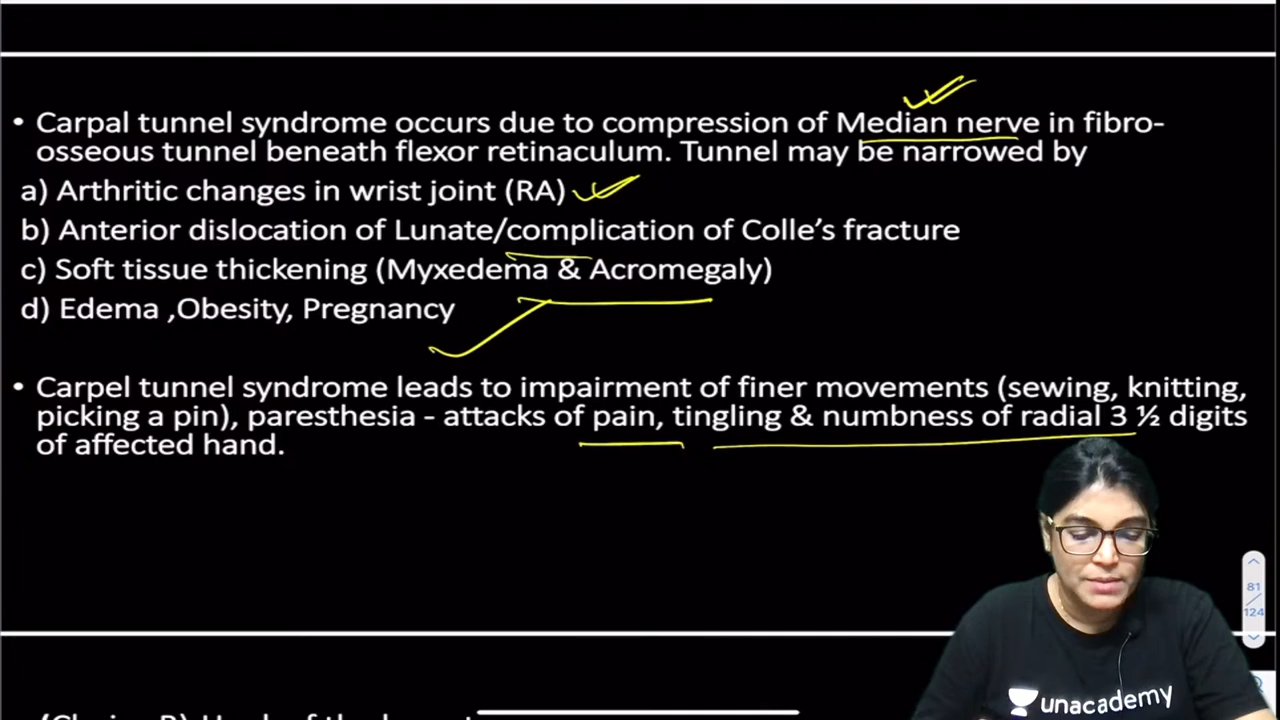 • Carpal tunnel syndrome occurs due to compression of Median nerve in fibro-
osseous tunnel beneath flexor retinaculum. Tunnel may be narrowed by
a) Arthritic changes in wrist joint (RA)
b) Anterior dislocation of Lunate/complication of Colle’s fracture
c) Soft tissue thickening (Myxedema & Acromegaly)
d) Edema ,Obesity, Pregnancy
• Carpel tunnel syndrome leads to impairment of finer movements (sewing, knitting,
picking a pin), paresthesia - attacks of pain, tingling & numbness of radial 3 ½ digits
of affected hand.
81
124
unacademy